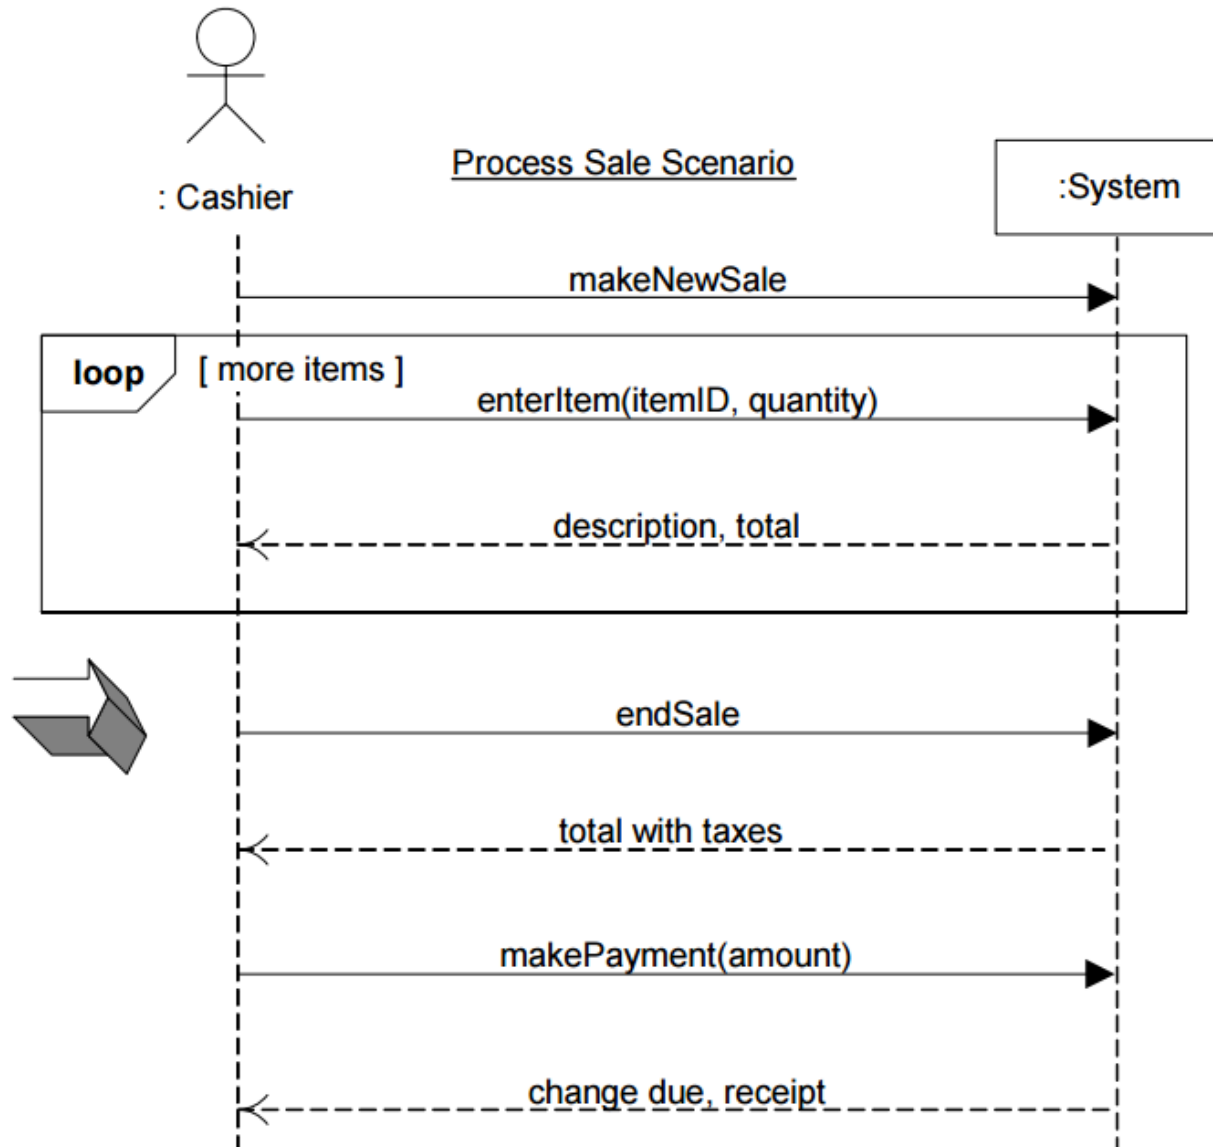 Process Sale Scenario
: Cashier
:System
makeNewSale
loop
[ more items ]
enterItem(itemID, quantity)
description, total
endSale
total with taxes
makePayment(amount)
change due, receipt